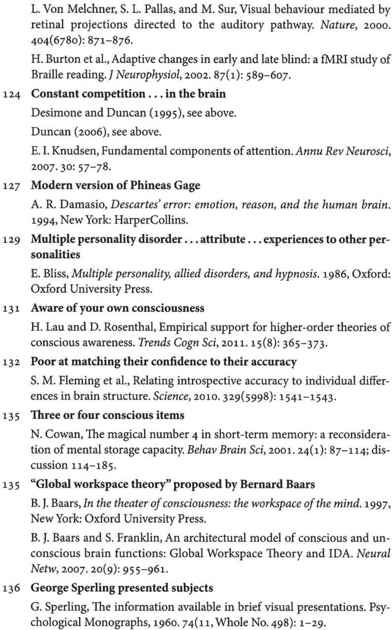 L. Von Melchner, S. L. Pallas, and M. Sur, Visual behaviour mediated by
retinal projections directed to the auditory pathway. Nature, 2000.
404(6780): 871–876.
H. Burton et al., Adaptive changes in early and late blind: a fMRI study of
Braille reading. J Neurophysiol, 2002. 87(1): 589–607.
124 Constant competition . . . in the brain
Desimone and Duncan (1995), see above.
Duncan (2006), see above.
E. I. Knudsen, Fundamental components of attention. Annu Rev Neurosci,
2007. 30: 57–78.
127 Modern version of Phineas Gage
A. R. Damasio, Descartes' error: emotion, reason, and the human brain.
1994, New York: HarperCollins.
129 Multiple personality disorder . . . attribute . . . experiences to other per-
sonalities
E. Bliss, Multiple personality, allied disorders, and hypnosis. 1986, Oxford:
Oxford University Press.
131 Aware of your own consciousness
H. Lau and D. Rosenthal, Empirical support for higher-order theories of
conscious awareness. Trends Cogn Sci, 2011. 15(8): 365–373.
132 Poor at matching their confidence to their accuracy
S. M. Fleming et al., Relating introspective accuracy to individual differ-
ences in brain structure. Science, 2010. 329(5998): 1541–1543.
135 Three or four conscious items
N. Cowan, The magical number 4 in short-term memory: a reconsidera-
tion of mental storage capacity. Behav Brain Sci, 2001. 24(1): 87–114; dis-
cussion 114–185.
135 “Global workspace theory” proposed by Bernard Baars
B. J. Baars, In the theater of consciousness: the workspace of the mind. 1997,
New York: Oxford University Press.
B. J. Baars and S. Franklin, An architectural model of conscious and un-
conscious brain functions: Global Workspace Theory and IDA. Neural
Netw, 2007. 20(9): 955–961.
136 George Sperling presented subjects
G. Sperling, The information available in brief visual presentations. Psy-
chological Monographs, 1960. 74(11, Whole No. 498): 1–29.